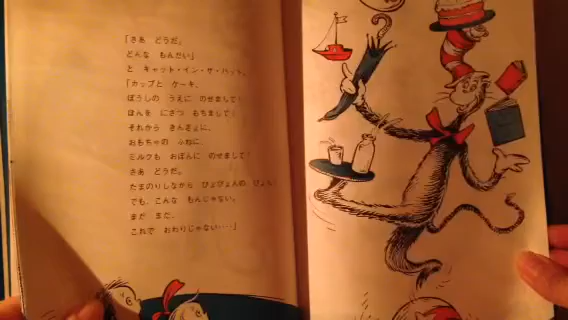 「さあ どうだ。
どんな もんだい」
と キャット・イン・ザ・ハット。
「カップと ケーキ、
ぼうしの うえに のせまして！
ほんを にさつ もちまして！
それから きんぎょに、
おもちゃの ふねに、
ミルクも おぼんに のせまして！
さあ どうだ。
たまのりしながら ぴょんぴょんの
でも、こんな もんじゃない。
まだ まだ、
これで おわりじゃない……」